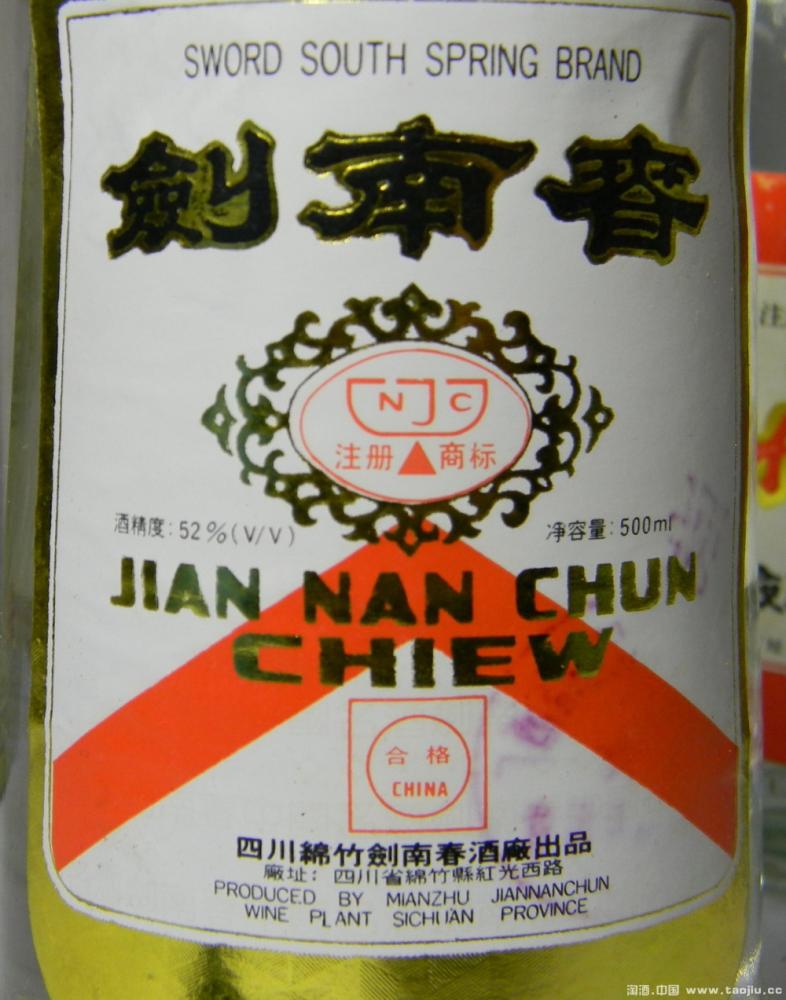 SWORD SOUTH SPRING BRAND
劍南春
NJC
注册▲商标
酒精度:52%(V/V)
净容量:500ml
JIAN NAN CHUN
CHIEW
合格
CHINA
四川綿竹劍南春酒廠出品
廠址:四川省綿竹縣紅光西路
PRODUCED BY MIANZHU JIANNANCHUN
WINE PLANT SICHUAN PROVINCE
注
淘酒.中国 www.taojiu.cc